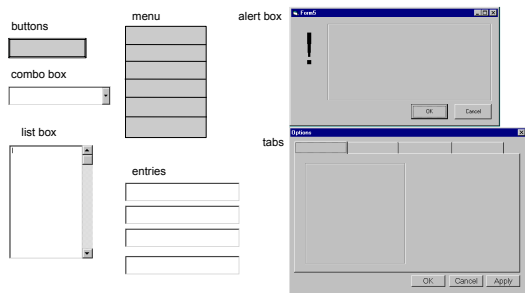 buttons
combo box
list box
menu
entries
alert box
Form5
OK
Cancel
tabs
Options
OK
Cancel
Apply